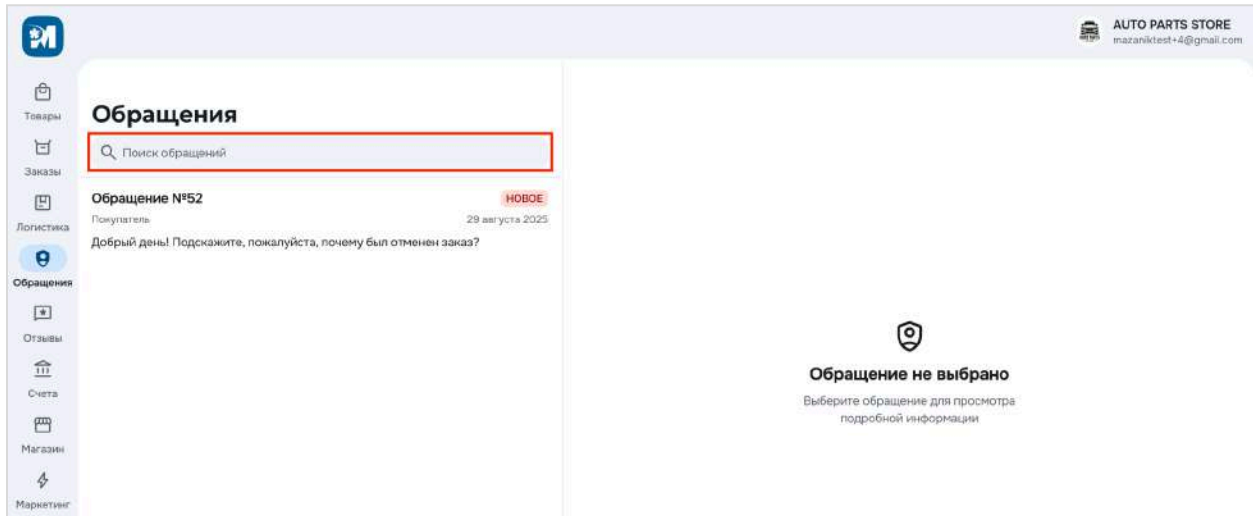 AUTO PARTS STORE
mazaniktest+4@gmail.com
Товары
Заказы
Логистика
Обращения
Отзывы
Счета
Магазин
Маркетинг
Обращения
Поиск обращений
Обращение №52 НОВОЕ
Покупатель 29 августа 2025
Добрый день! Подскажите, пожалуйста, почему был отменен заказ?
Обращение не выбрано
Выберите обращение для просмотра
подробной информации